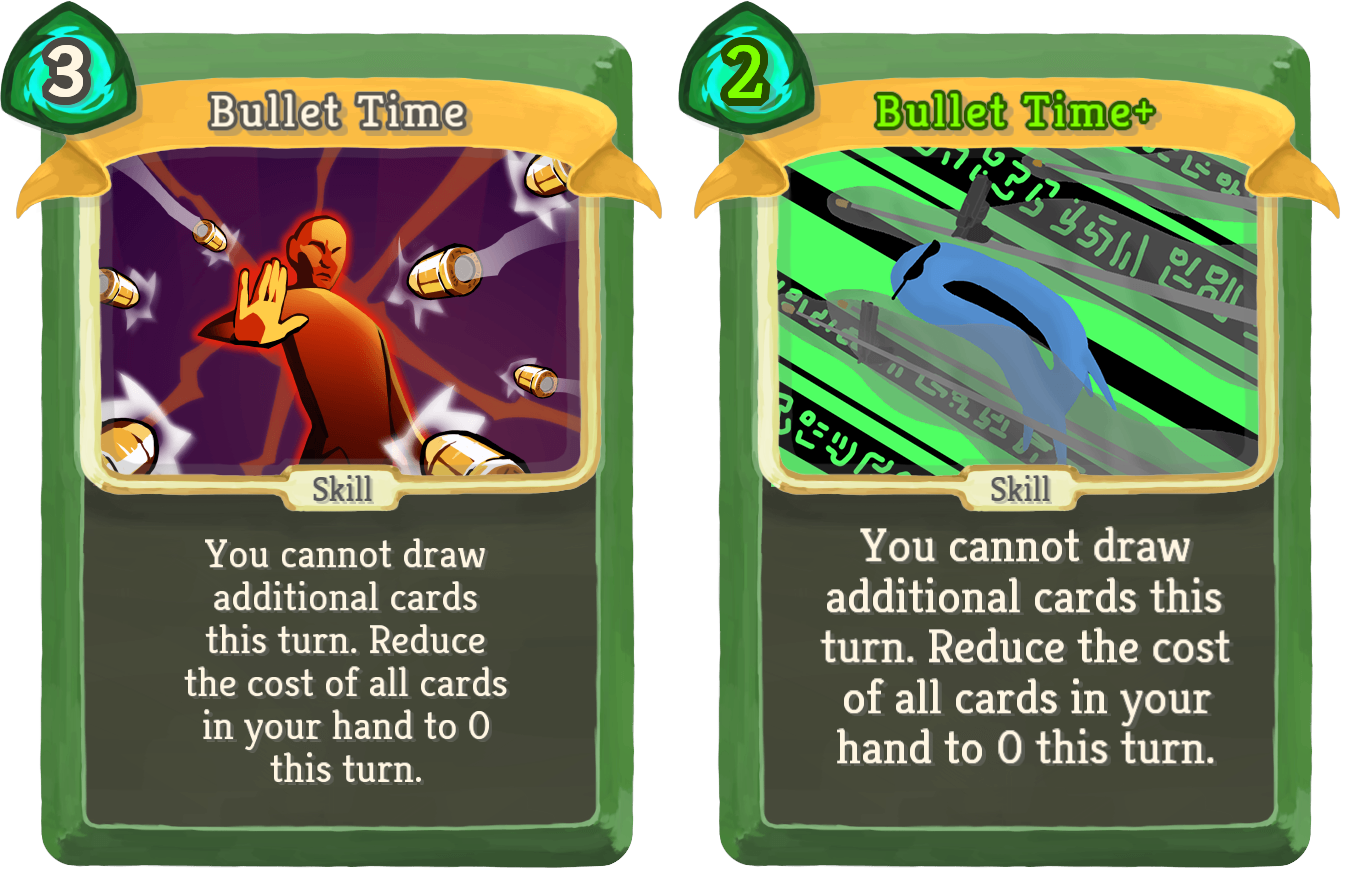 3
Bullet Time
Skill
You cannot draw
additional cards
this turn. Reduce
the cost of all cards
in your hand to 0
this turn.
2
Bullet Time+
Skill
You cannot draw
additional cards this
turn. Reduce the cost
of all cards in your
hand to 0 this turn.